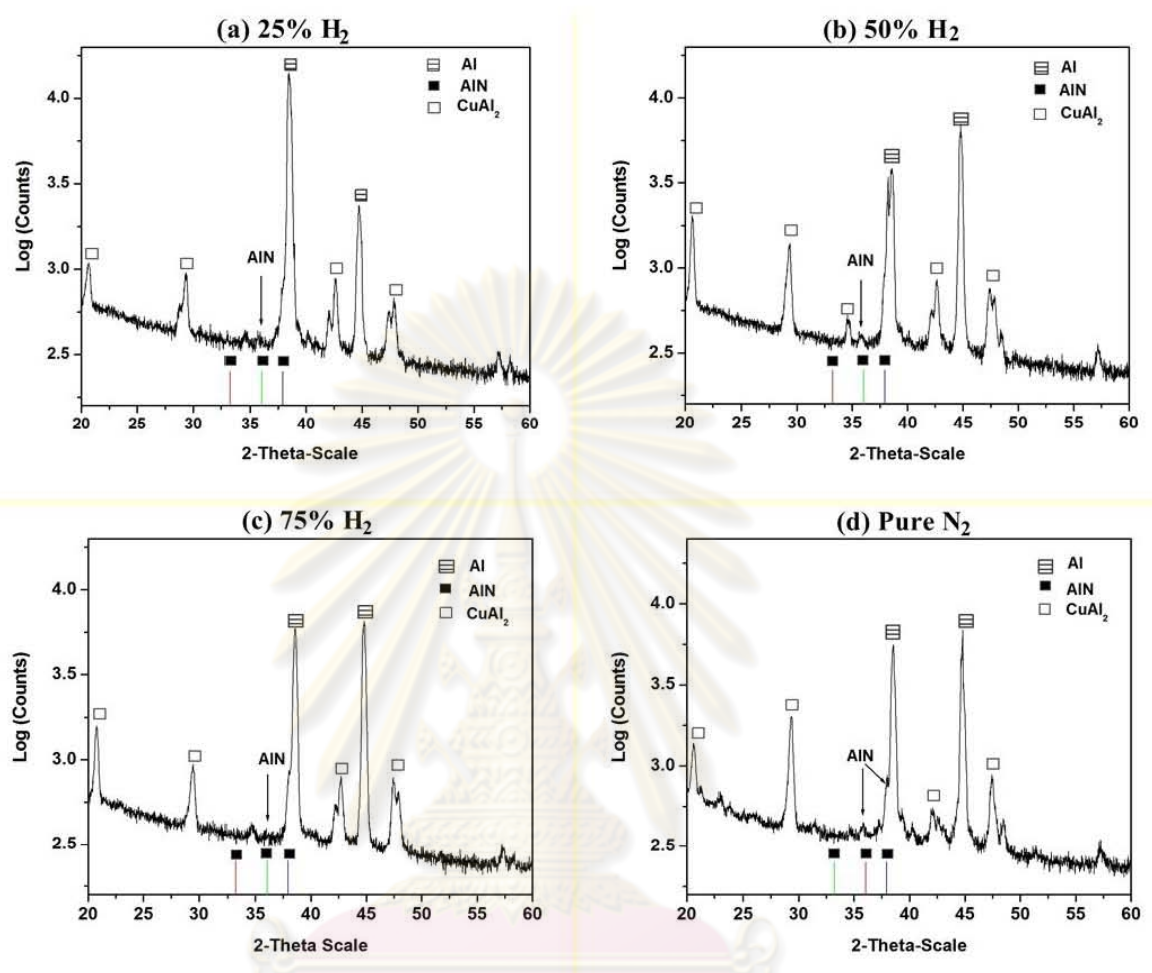 (a) 25% H2
Al
AlN
CuAl2
4.0
3.5
3.0
2.5
AlN
Log (Counts)
20 25 30 35 40 45 50 55 60
2-Theta-Scale
(b) 50% H2
Al
AlN
CuAl2
4.0
3.5
3.0
2.5
AlN
Log (Counts)
20 25 30 35 40 45 50 55 60
2-Theta-Scale
(c) 75% H2
Al
AlN
CuAl2
4.0
3.5
3.0
2.5
AlN
Log (Counts)
20 25 30 35 40 45 50 55 60
2-Theta Scale
(d) Pure N2
Al
AlN
CuAl2
4.0
3.5
3.0
2.5
AlN
Log (Counts)
20 25 30 35 40 45 50 55 60
2-Theta-Scale